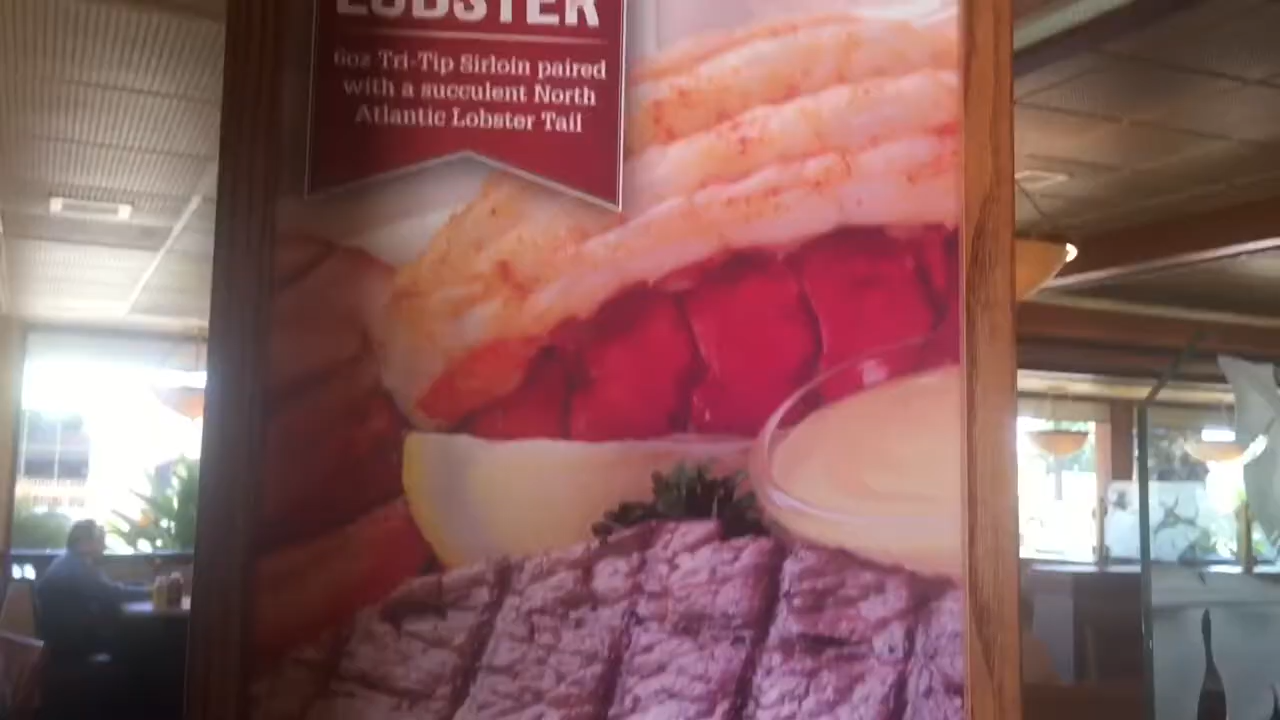 LOBSTER
6oz Tri-Tip Sirloin paired
with a succulent North
Atlantic Lobster Tail